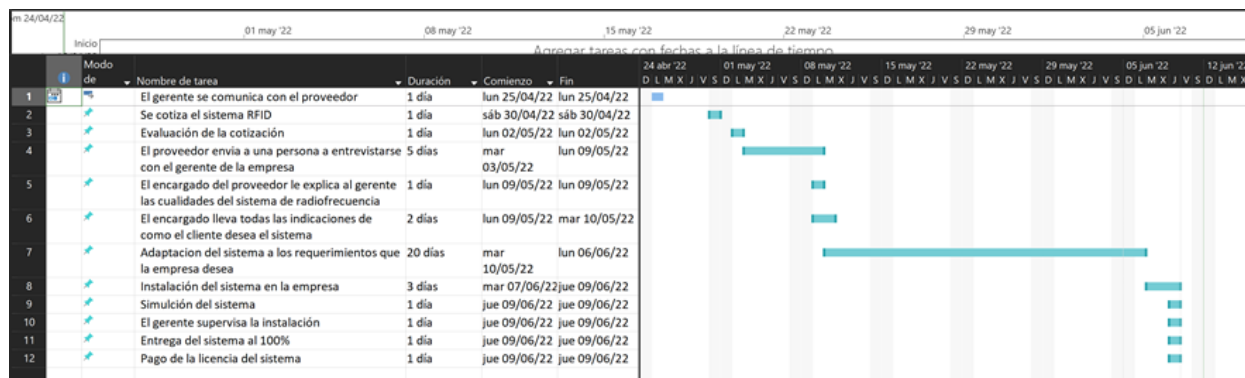 m 24/04/22
01 may '22 08 may '22 15 may '22 22 may '22 29 may '22 05 jun '22
Inicio
Agregar tareas con fechas a la línea de tiempo
Modo de Nombre de tarea Duración Comienzo Fin
24 abr '22 01 may '22 08 may '22 15 may '22 22 may '22 29 may '22 05 jun '22 12 jun '22
D L M X J V S D L M X J V S D L M X J V S D L M X J V S D L M X J V S D L M X J V S D L M X J V S D L M X
1 El gerente se comunica con el proveedor 1 día lun 25/04/22 lun 25/04/22
2 Se cotiza el sistema RFID 1 día sáb 30/04/22 sáb 30/04/22
3 Evaluación de la cotización 1 día lun 02/05/22 lun 02/05/22
4 El proveedor envia a una persona a entrevistarse 5 días mar lun 09/05/22
con el gerente de la empresa 03/05/22
5 El encargado del proveedor le explica al gerente 1 día lun 09/05/22 lun 09/05/22
las cualidades del sistema de radiofrecuencia
6 El encargado lleva todas las indicaciones de 2 días lun 09/05/22 mar 10/05/22
como el cliente desea el sistema
7 Adaptacion del sistema a los requerimientos que 20 días mar lun 06/06/22
la empresa desea 10/05/22
8 Instalación del sistema en la empresa 3 días mar 07/06/22 jue 09/06/22
9 Simulción del sistema 1 día jue 09/06/22 jue 09/06/22
10 El gerente supervisa la instalación 1 día jue 09/06/22 jue 09/06/22
11 Entrega del sistema al 100% 1 día jue 09/06/22 jue 09/06/22
12 Pago de la licencia del sistema 1 día jue 09/06/22 jue 09/06/22